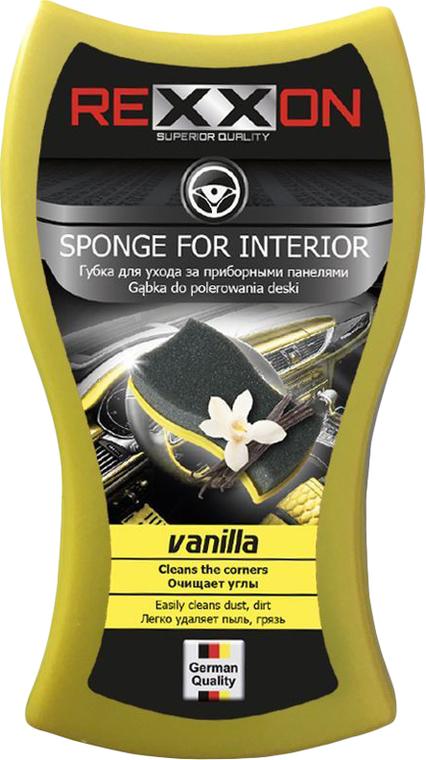 REXXON
SUPERIOR QUALITY
SPONGE FOR INTERIOR
Губка для ухода за приборными панелями
Gąbka do polerowania deski
vanilla
Cleans the corners
Очищает углы
Easily cleans dust, dirt
Легко удаляет пыль, грязь
German
Quality